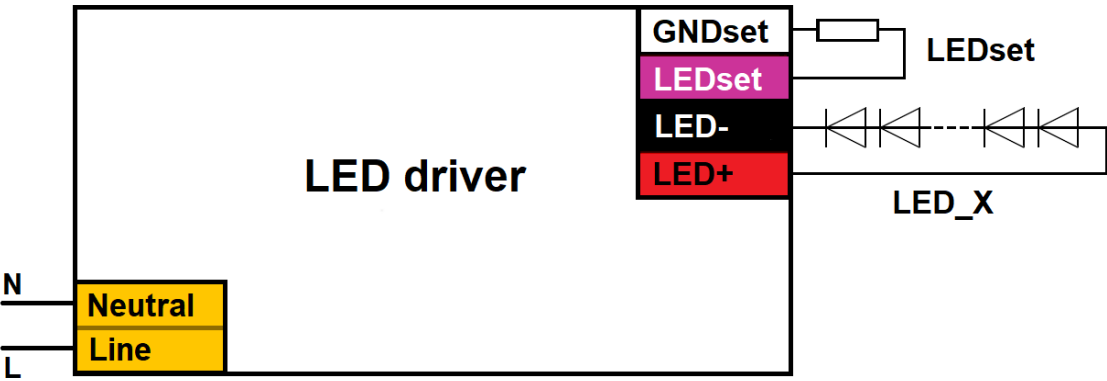 GNDset
LEDset
LEDset
LED-
LED driver
LED+
LED_X
N
Neutral
Line
L